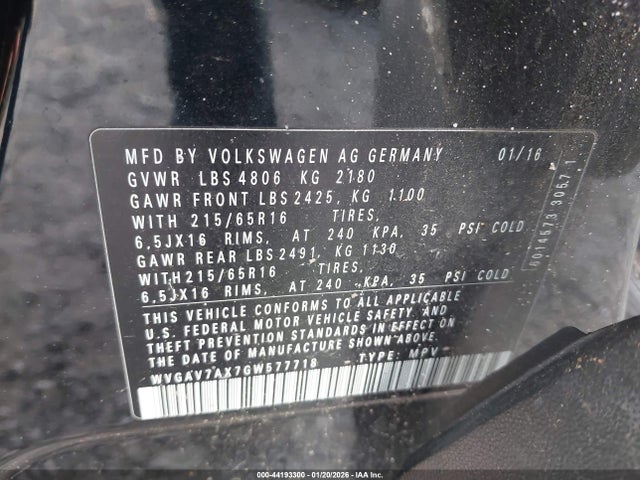 MFD BY VOLKSWAGEN AG GERMANY 01/16
GVWR LBS 4806 KG 2180
GAWR FRONT LBS 2425, KG 1100
WITH 215/65R16 TIRES,
6,5JX16 RIMS, AT 240 KPA, 35 PSI COLD
GAWR REAR LBS 2491, KG 1130
WITH215/65R16 TIRES,
6,5JX16 RIMS, AT 240 KPA, 35 PSI COLD
THIS VEHICLE CONFORMS TO ALL APPLICABLE
U.S. FEDERAL MOTOR VEHICLE SAFETY, AND
THEFT PREVENTION STANDARDS IN EFFECT ON
THE DATE OF MANUFACTURE SHOWN ABOVE.
WVGAV7AX7GW577718 TYPE: MPV
6014573 3057 1
000-44193300 - 01/20/2026 - IAA Inc.